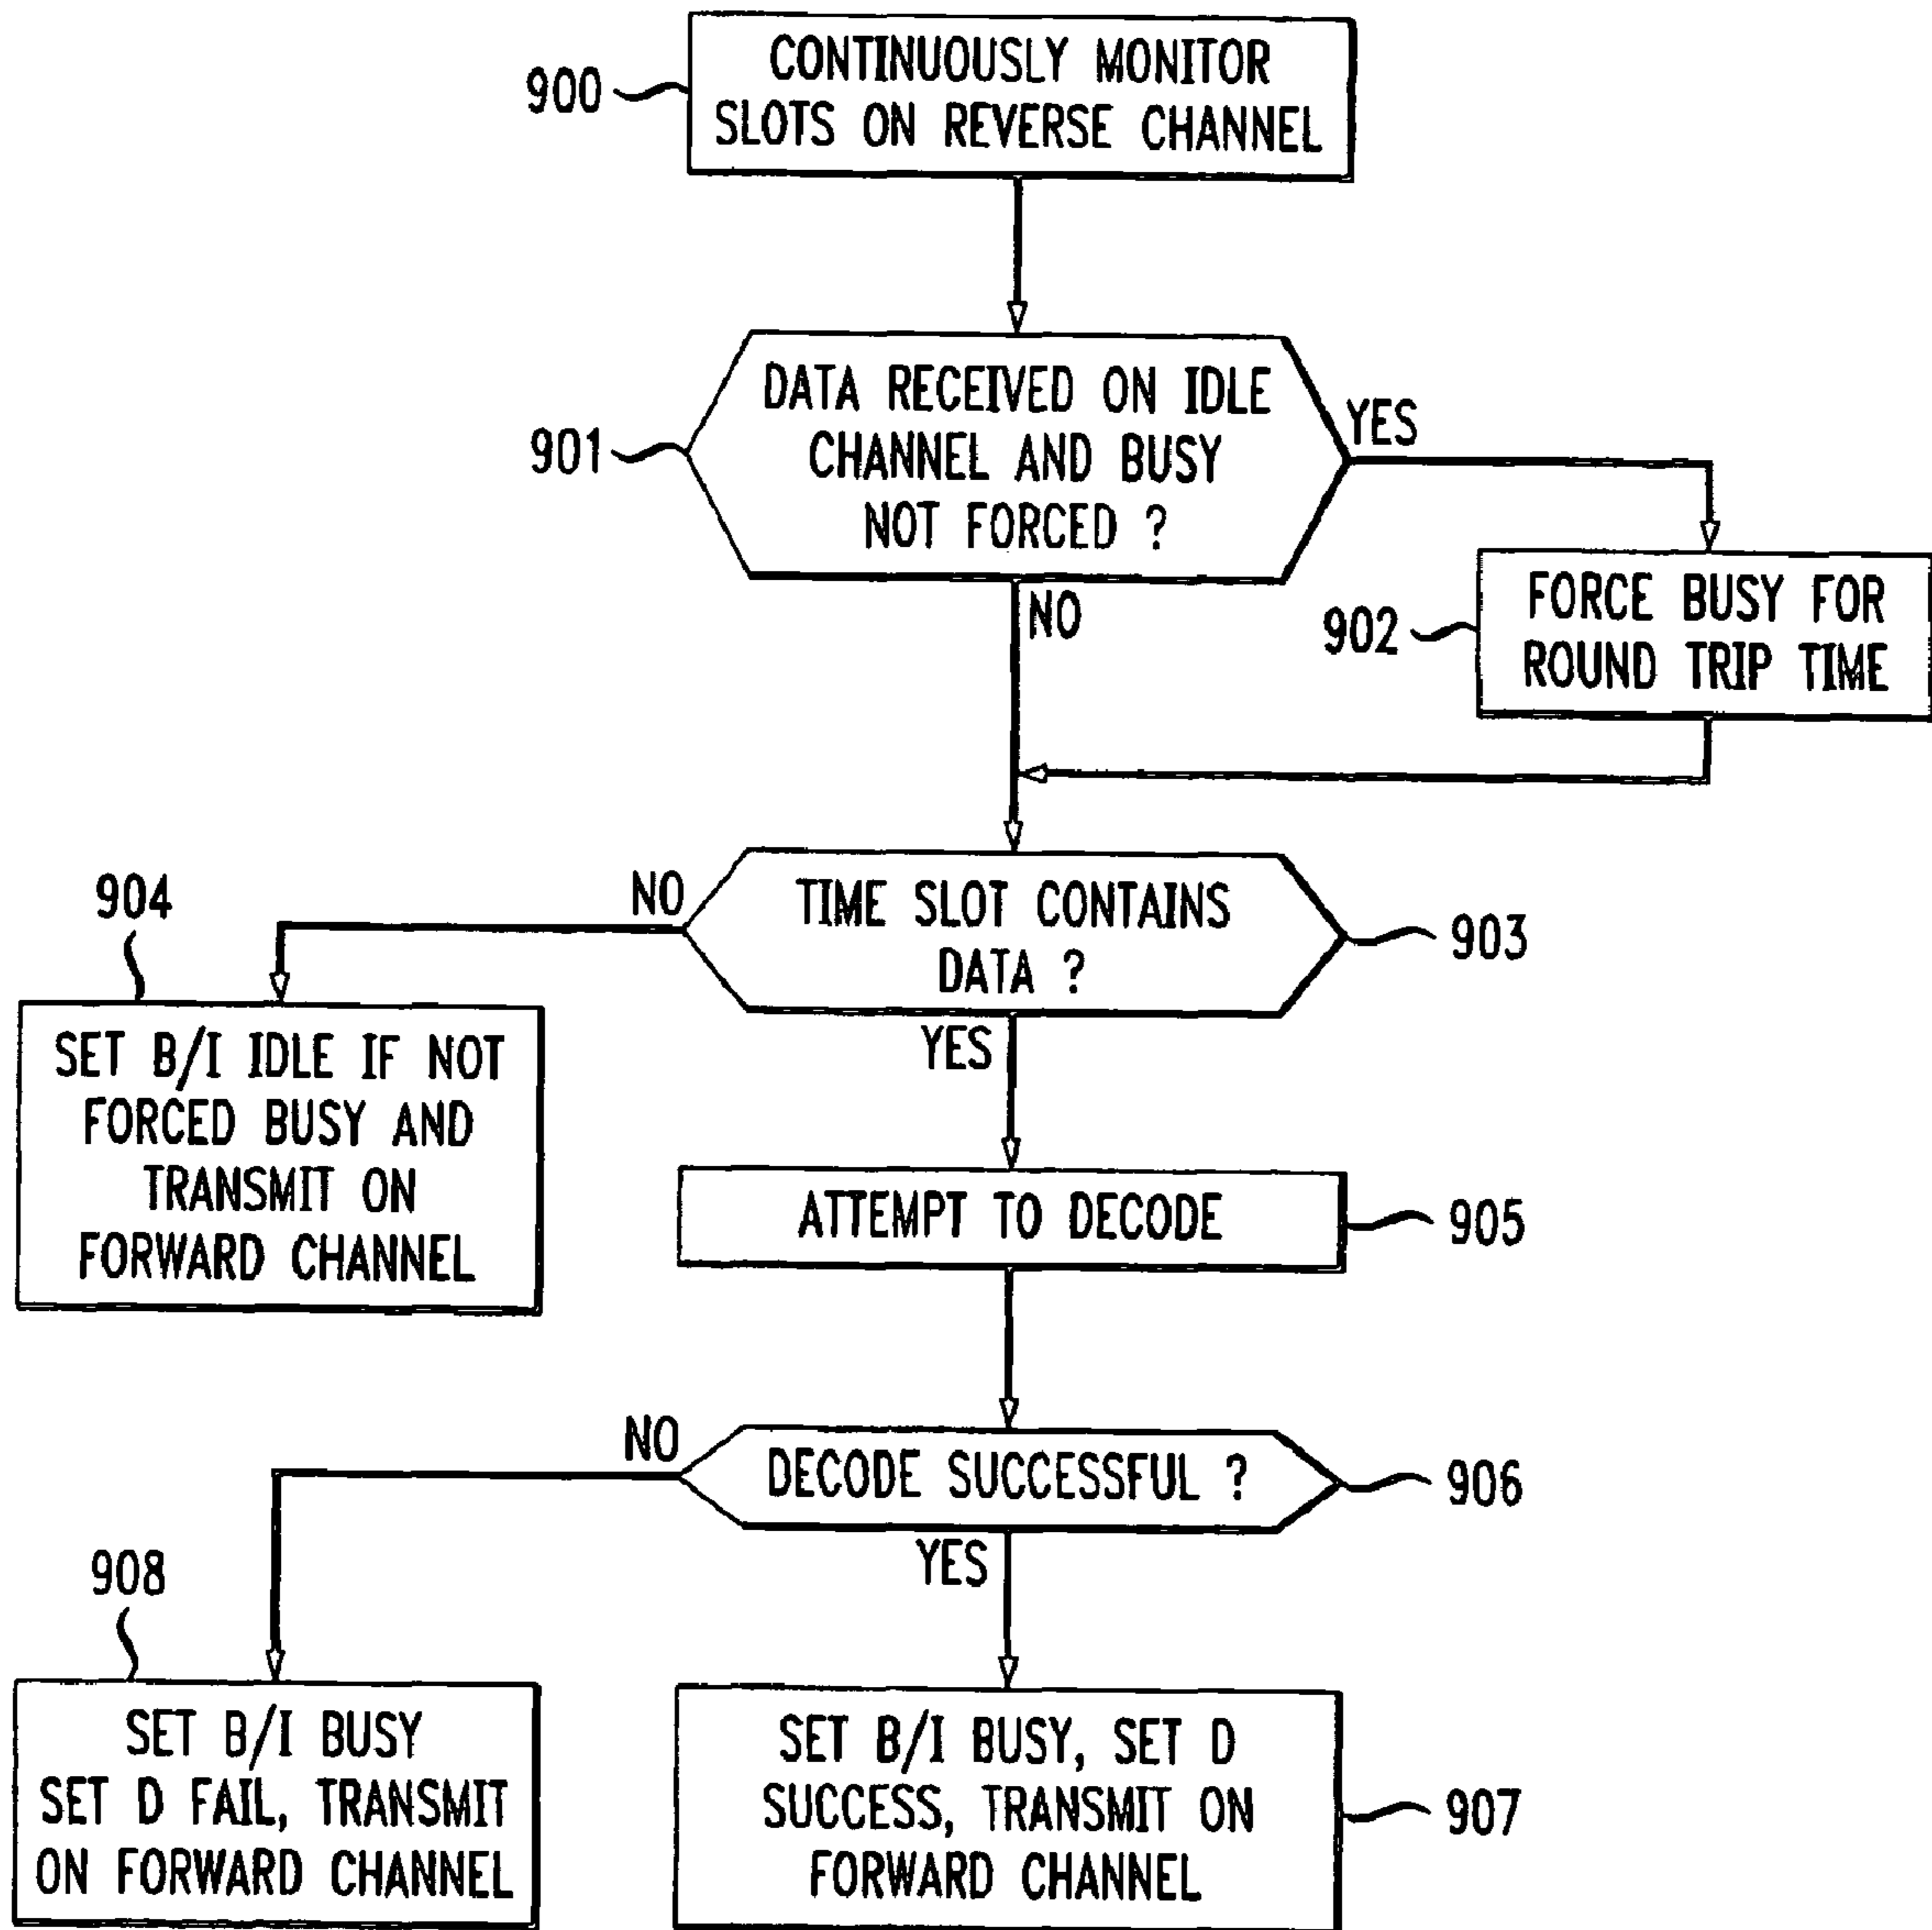 900
CONTINUOUSLY MONITOR
SLOTS ON REVERSE CHANNEL
901
DATA RECEIVED ON IDLE
CHANNEL AND BUSY
NOT FORCED ?
YES
NO
902
FORCE BUSY FOR
ROUND TRIP TIME
903
TIME SLOT CONTAINS
DATA ?
NO
904
SET B/I IDLE IF NOT
FORCED BUSY AND
TRANSMIT ON
FORWARD CHANNEL
YES
ATTEMPT TO DECODE
905
NO
DECODE SUCCESSFUL ?
906
YES
908
SET B/I BUSY
SET D FAIL, TRANSMIT
ON FORWARD CHANNEL
SET B/I BUSY, SET D
SUCCESS, TRANSMIT ON
FORWARD CHANNEL
907